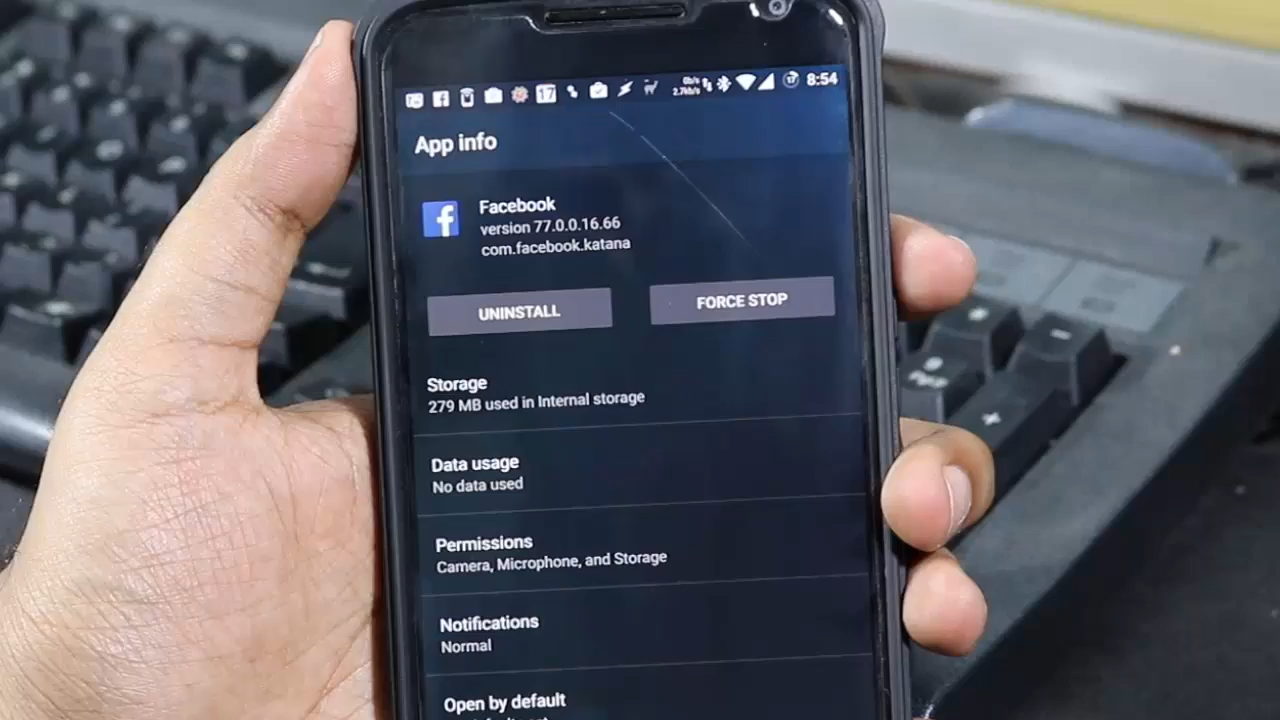 8:54
App info
Facebook
version 77.0.0.16.66
com.facebook.katana
UNINSTALL
FORCE STOP
Storage
279 MB used in Internal storage
Data usage
No data used
Permissions
Camera, Microphone, and Storage
Notifications
Normal
Open by default